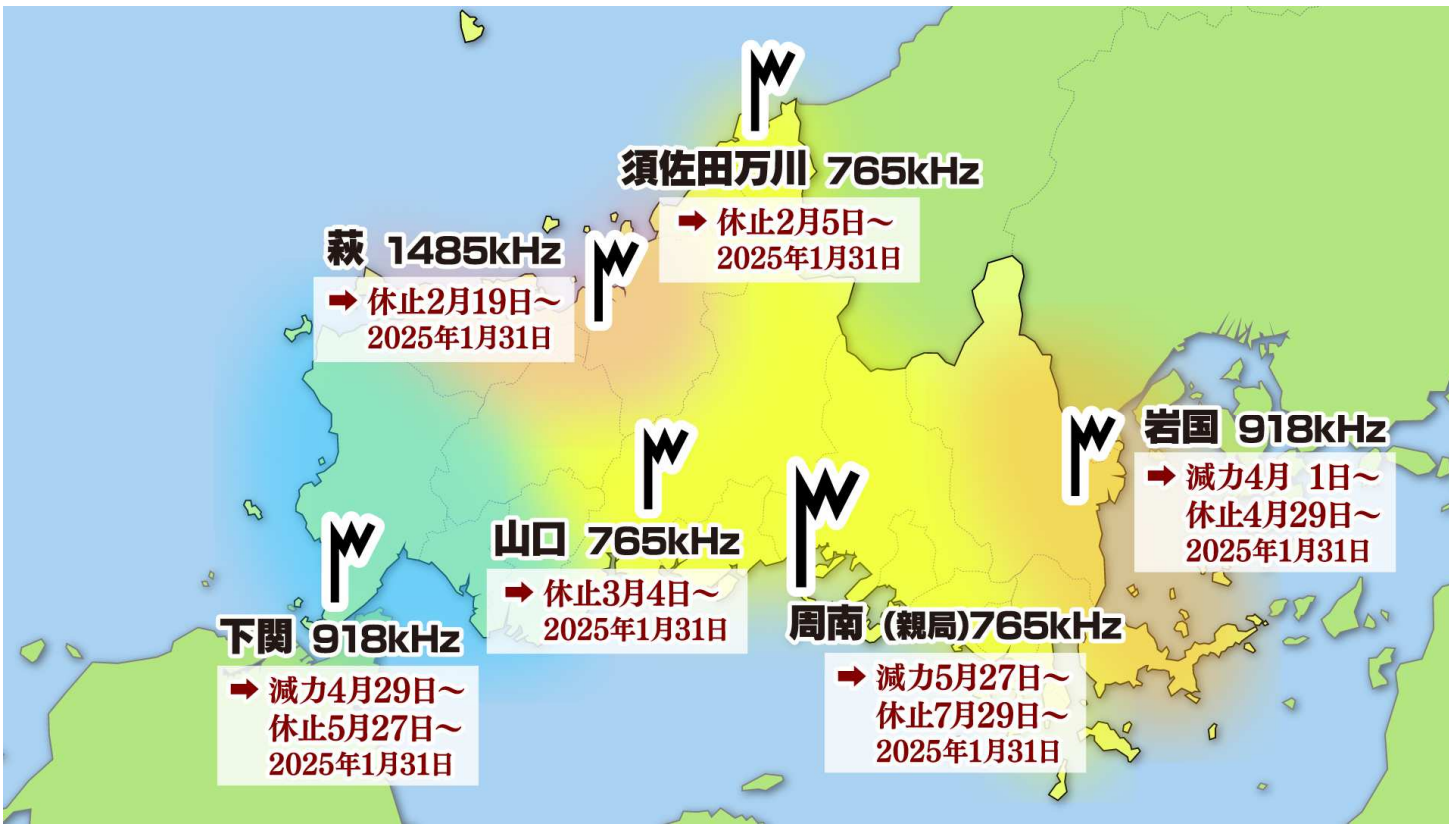 須佐田万川 765kHz
➡ 休止2月5日～
2025年1月31日
萩 1485kHz
➡ 休止2月19日～
2025年1月31日
岩国 918kHz
➡ 減力4月 1日～
休止4月29日～
2025年1月31日
山口 765kHz
➡ 休止3月4日～
2025年1月31日
下関 918kHz
➡ 減力4月29日～
休止5月27日～
2025年1月31日
周南 (親局)765kHz
➡ 減力5月27日～
休止7月29日～
2025年1月31日